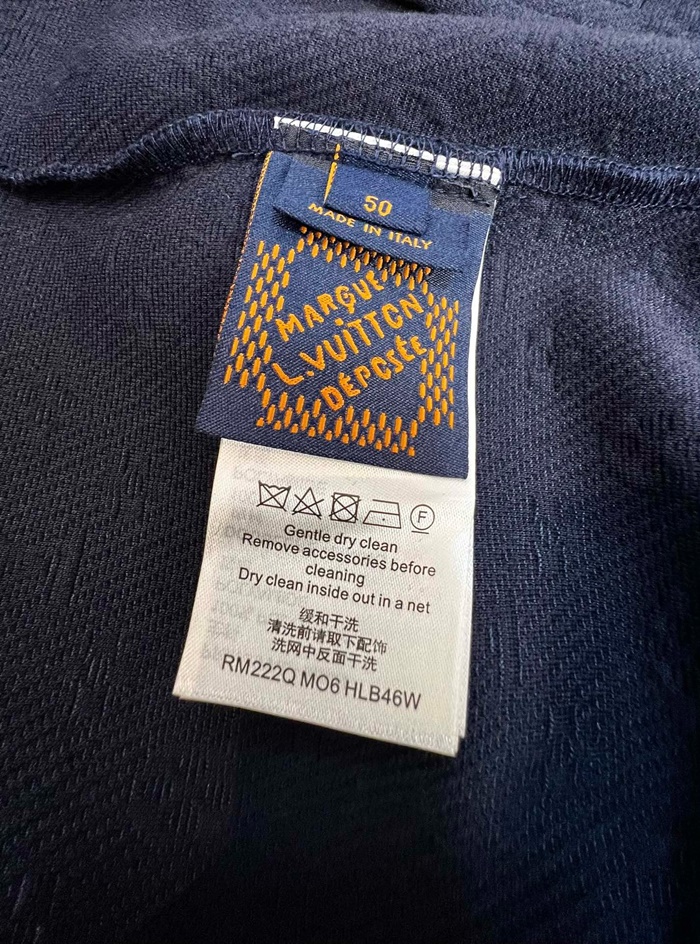 50
MADE IN ITALY
MARQUE
L.VUITTON
DÉPOSÉE
F
Gentle dry clean
Remove accessories before
cleaning
Dry clean inside out in a net
缓和干洗
清洗前请取下配饰
洗网中反面干洗
RM222Q MO6 HLB46W